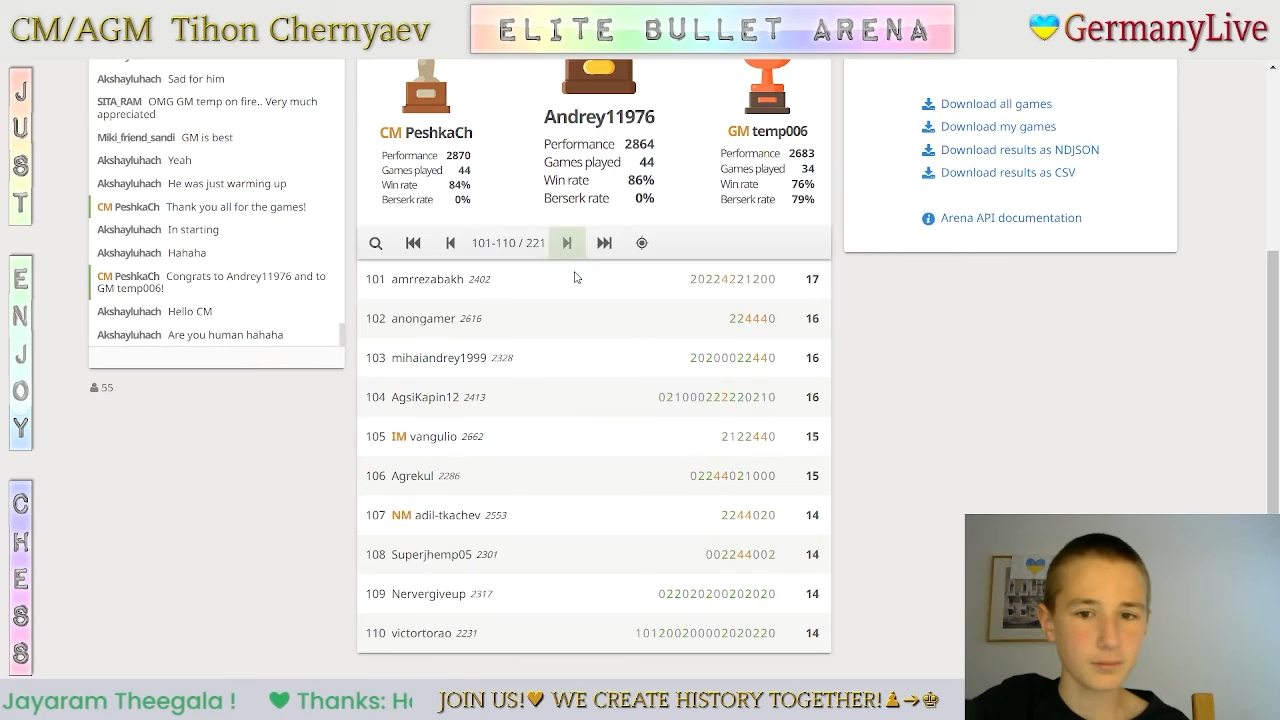 CM/AGM Tihon Chernyaev
ELITE BULLET ARENA
GermanyLive
JUST
ENJOY
CHESS
Akshayluhach Sad for him
SITA_RAM OMG GM temp on fire.. Very much
appreciated
Miki_friend_sandi GM is best
Akshayluhach Yeah
Akshayluhach He was just warming up
CM PeshkaCh Thank you all for the games!
Akshayluhach In starting
Akshayluhach Hahaha
CM PeshkaCh Congrats to Andrey11976 and to
GM temp006!
Akshayluhach Hello CM
Akshayluhach Are you human hahaha
55
CM PeshkaCh
Performance 2870
Games played 44
Win rate 84%
Berserk rate 0%
Andrey11976
Performance 2864
Games played 44
Win rate 86%
Berserk rate 0%
GM temp006
Performance 2683
Games played 34
Win rate 76%
Berserk rate 79%
101-110 / 221
101 amrrezabakh 2402 20224221200 17
102 anongamer 2616 224440 16
103 mihaiandrey1999 2328 20200022440 16
104 AgsiKapin12 2413 021000222220210 16
105 IM vangulio 2662 2122440 15
106 Agrekul 2286 02244021000 15
107 NM adil-tkachev 2553 2244020 14
108 Superjhemp05 2301 002244002 14
109 Nervergiveup 2317 022020200202020 14
110 victortorao 2231 101200200002020220 14
Download all games
Download my games
Download results as NDJSON
Download results as CSV
Arena API documentation
Jayaram Theegala ! Thanks: H
JOIN US! WE CREATE HISTORY TOGETHER!